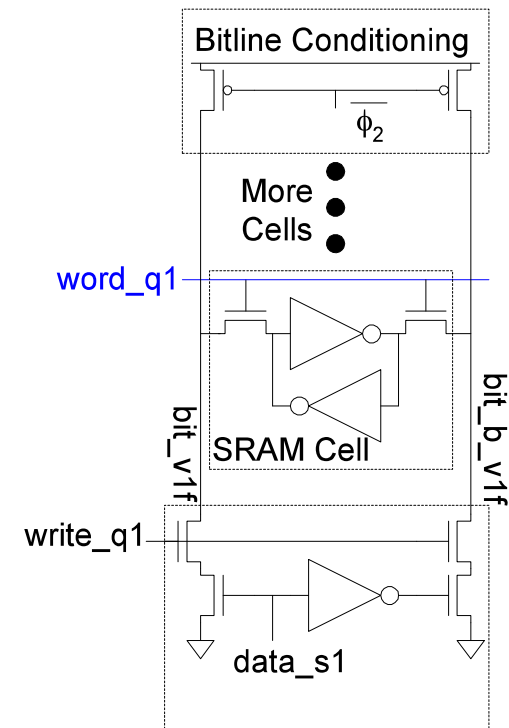 Bitline Conditioning
ϕ2
More
Cells
word_q1
bit_v1f
bit_b_v1f
SRAM Cell
write_q1
data_s1